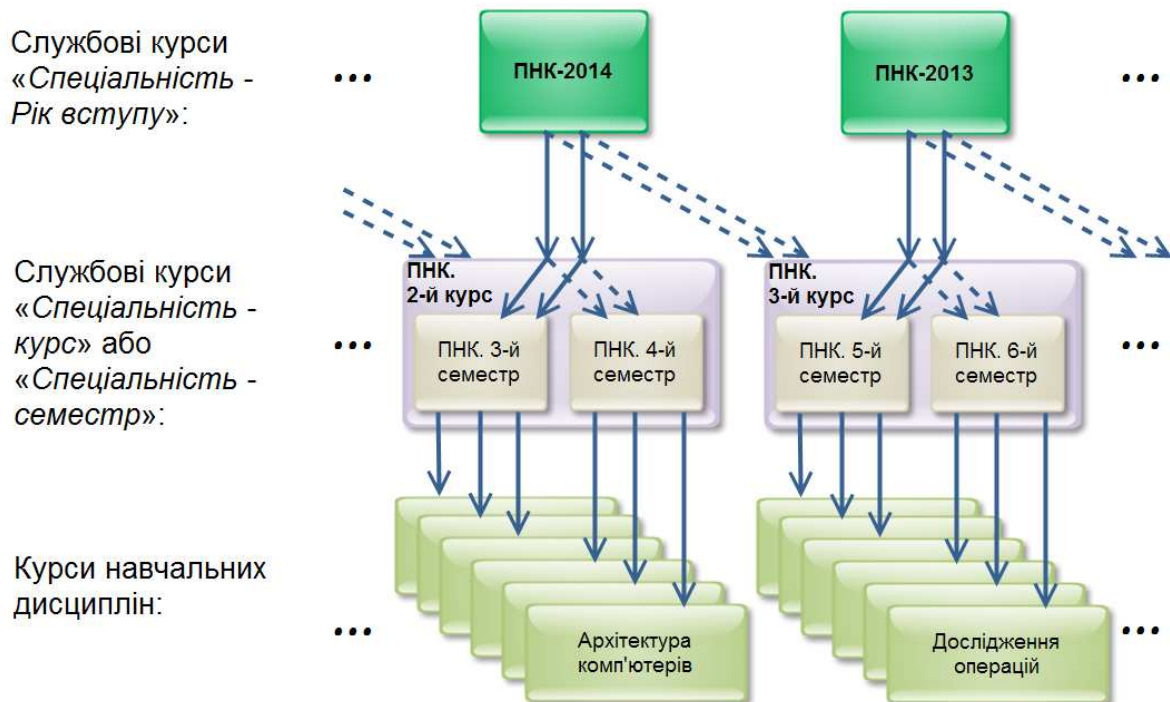 Службові курси
«Спеціальність -
Рік вступу»:
...
ПНК-2014
ПНК-2013
...
Службові курси
«Спеціальність -
курс» або
«Спеціальність -
семестр»:
...
ПНК.
2-й курс
ПНК. 3-й
семестр
ПНК. 4-й
семестр
ПНК.
3-й курс
ПНК. 5-й
семестр
ПНК. 6-й
семестр
...
Курси навчальних
дисциплін:
...
Архітектура
комп'ютерів
Дослідження
операцій
...